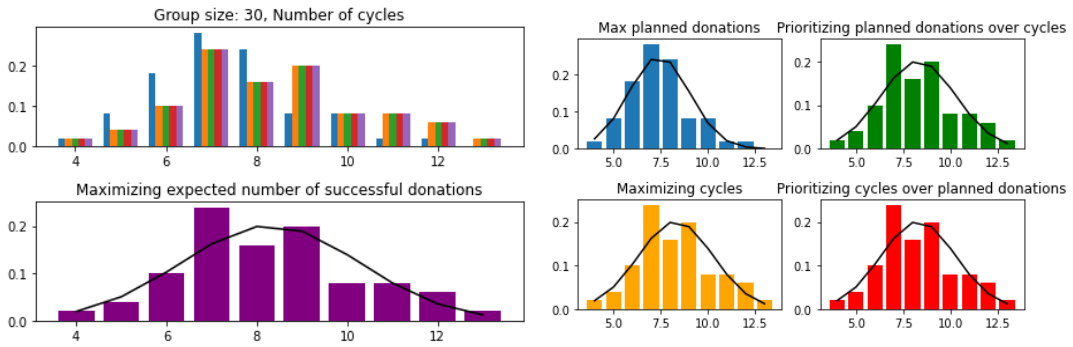 Group size: 30, Number of cycles
0.2
0.1
0.0
4 6 8 10 12
Maximizing expected number of successful donations
0.2
0.1
0.0
4 6 8 10 12
Max planned donations
0.2
0.0
5.0 7.5 10.0 12.5
Prioritizing planned donations over cycles
0.2
0.1
0.0
5.0 7.5 10.0 12.5
Maximizing cycles
0.2
0.1
0.0
5.0 7.5 10.0 12.5
Prioritizing cycles over planned donations
0.2
0.1
0.0
5.0 7.5 10.0 12.5